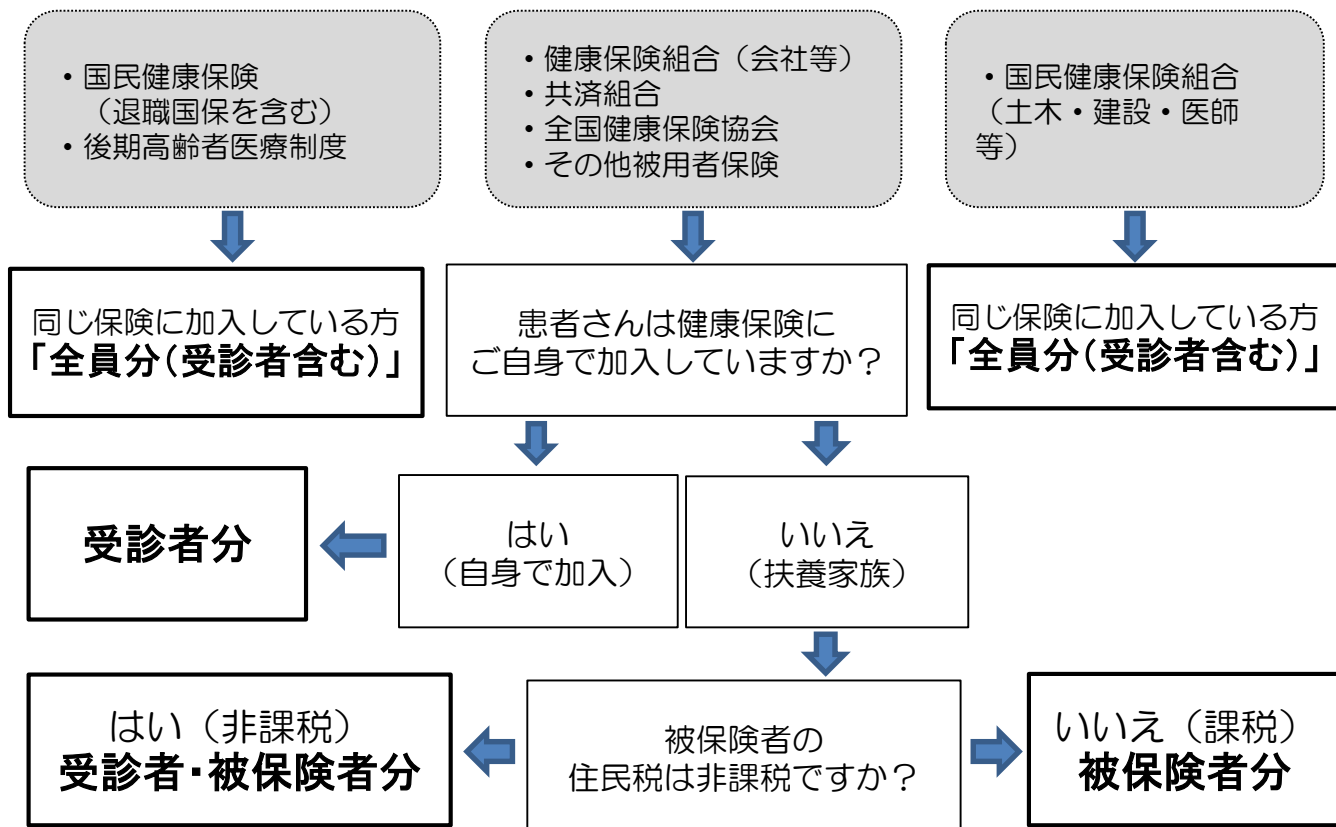 ・国民健康保険
（退職国保を含む）
・後期高齢者医療制度
・健康保険組合（会社等）
・共済組合
・全国健康保険協会
・その他被用者保険
・国民健康保険組合
（土木・建設・医師
等）
同じ保険に加入している方
「全員分（受診者含む）」
患者さんは健康保険に
ご自身で加入していますか？
同じ保険に加入している方
「全員分（受診者含む）」
受診者分
はい
（自身で加入）
いいえ
（扶養家族）
はい（非課税）
受診者・被保険者分
被保険者の
住民税は非課税ですか？
いいえ（課税）
被保険者分